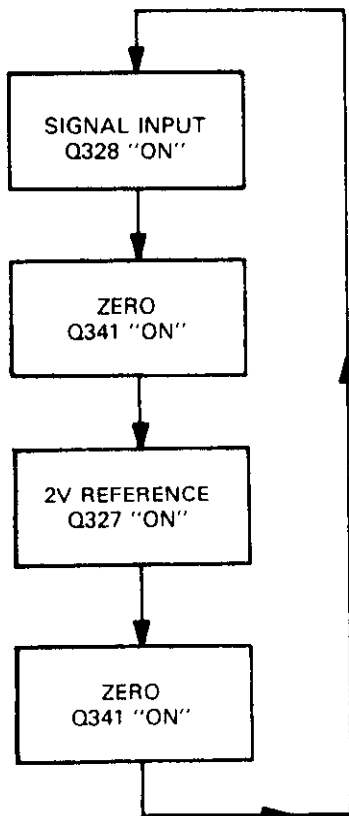 SIGNAL INPUT
Q328 "ON"
ZERO
Q341 "ON"
2V REFERENCE
Q327 "ON"
ZERO
Q341 "ON"